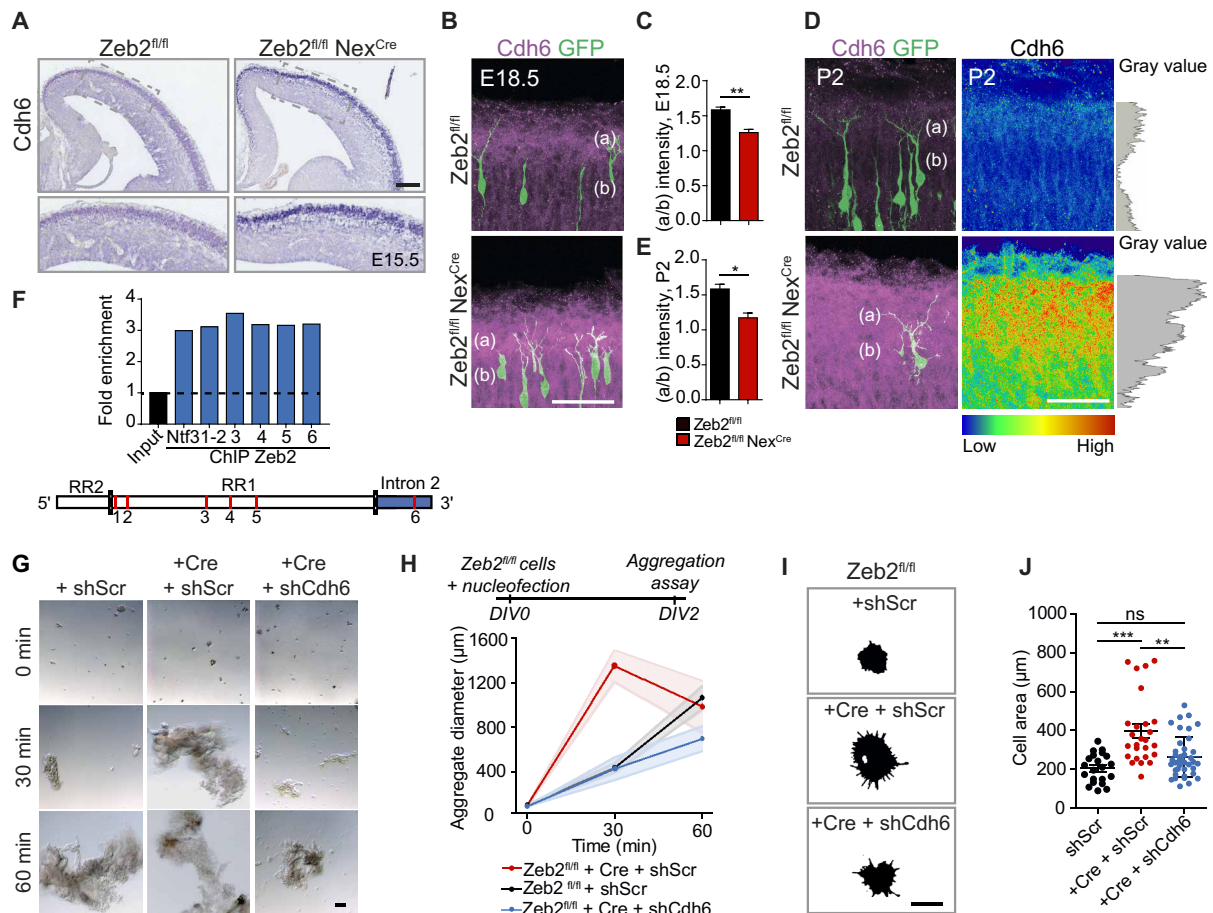 A
Zeb2fl/fl
Zeb2fl/fl NexCre
Cdh6
E15.5
B
Cdh6 GFP
E18.5
Zeb2fl/fl
(a)
(b)
Zeb2fl/fl NexCre
(a)
(b)
C
(a/b) intensity, E18.5
2.0
1.5
1.0
0.5
0.0
**
E
(a/b) intensity, P2
2.0
1.5
1.0
0.5
0.0
*
Zeb2fl/fl
Zeb2fl/fl NexCre
D
Cdh6 GFP
Cdh6
P2
P2
Gray value
Zeb2fl/fl
(a)
(b)
Gray value
Zeb2fl/fl NexCre
(a)
(b)
Low
High
F
Fold enrichment
4
3
2
1
0
Input
Ntf3 1-2 3 4 5 6
ChIP Zeb2
5'
RR2
RR1
Intron 2
3'
1 2 3 4 5 6
G
+ shScr
+Cre + shScr
+Cre + shCdh6
0 min
30 min
60 min
H
Zeb2fl/fl cells + nucleofection
Aggregation assay
DIV0
DIV2
Aggregate diameter (µm)
1600
1200
800
400
0
0 30 60
Time (min)
Zeb2fl/fl + Cre + shScr
Zeb2 fl/fl + shScr
Zeb2fl/fl + Cre + shCdh6
I
Zeb2fl/fl
+shScr
+Cre + shScr
+Cre + shCdh6
J
Cell area (µm)
1000
800
600
400
200
0
ns
***
**
shScr
+Cre + shScr
+Cre + shCdh6